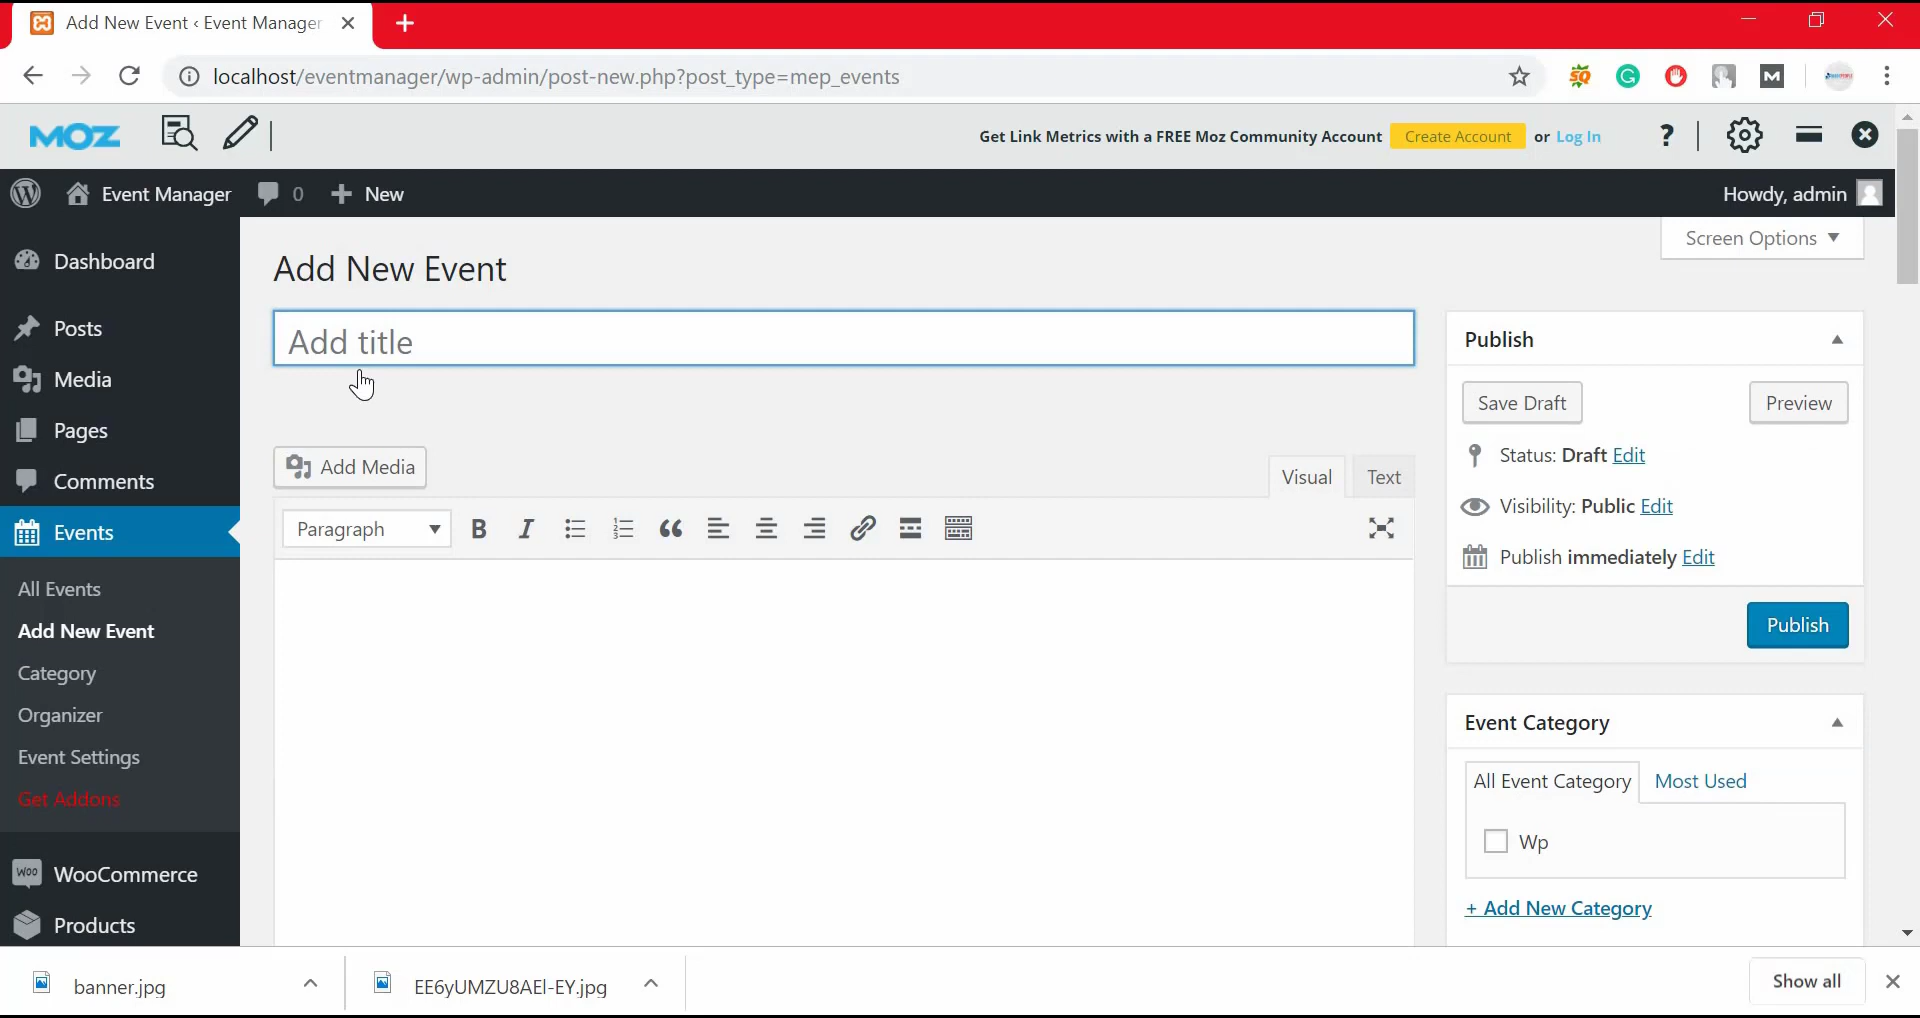 Add New Event ‹ Event Manager
localhost/eventmanager/wp-admin/post-new.php?post_type=mep_events
MOZ
Get Link Metrics with a FREE Moz Community Account Create Account or Log In ?
Event Manager 0 + New Howdy, admin
Screen Options
Dashboard
Posts
Media
Pages
Comments
Events
All Events
Add New Event
Category
Organizer
Event Settings
Get Addons
WooCommerce
Products
Add New Event
Add title
Add Media
Visual Text
Paragraph B I
Publish
Save Draft Preview
Status: Draft Edit
Visibility: Public Edit
Publish immediately Edit
Publish
Event Category
All Event Category Most Used
Wp
+ Add New Category
banner.jpg
EE6yUMZU8AEl-EY.jpg
Show all